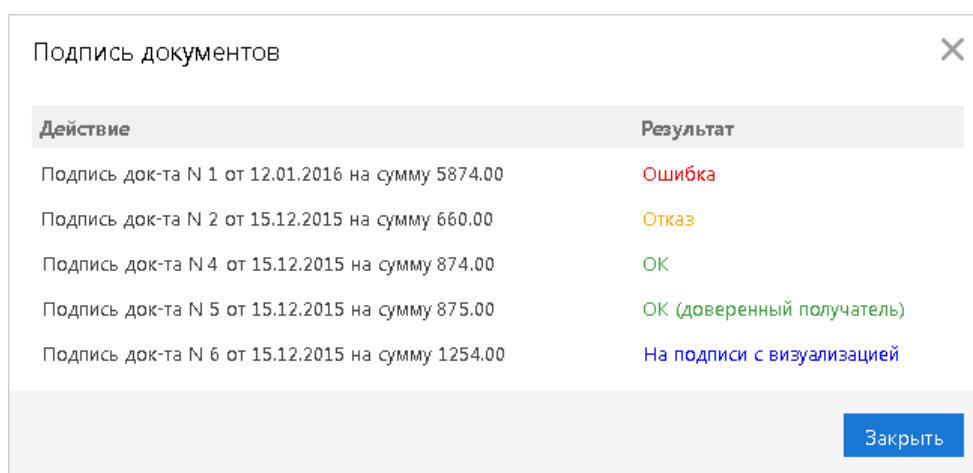 Подпись документов
Действие Результат
Подпись док-та N 1 от 12.01.2016 на сумму 5874.00 Ошибка
Подпись док-та N 2 от 15.12.2015 на сумму 660.00 Отказ
Подпись док-та N 4 от 15.12.2015 на сумму 874.00 ОК
Подпись док-та N 5 от 15.12.2015 на сумму 875.00 ОК (доверенный получатель)
Подпись док-та N 6 от 15.12.2015 на сумму 1254.00 На подписи с визуализацией
Закрыть